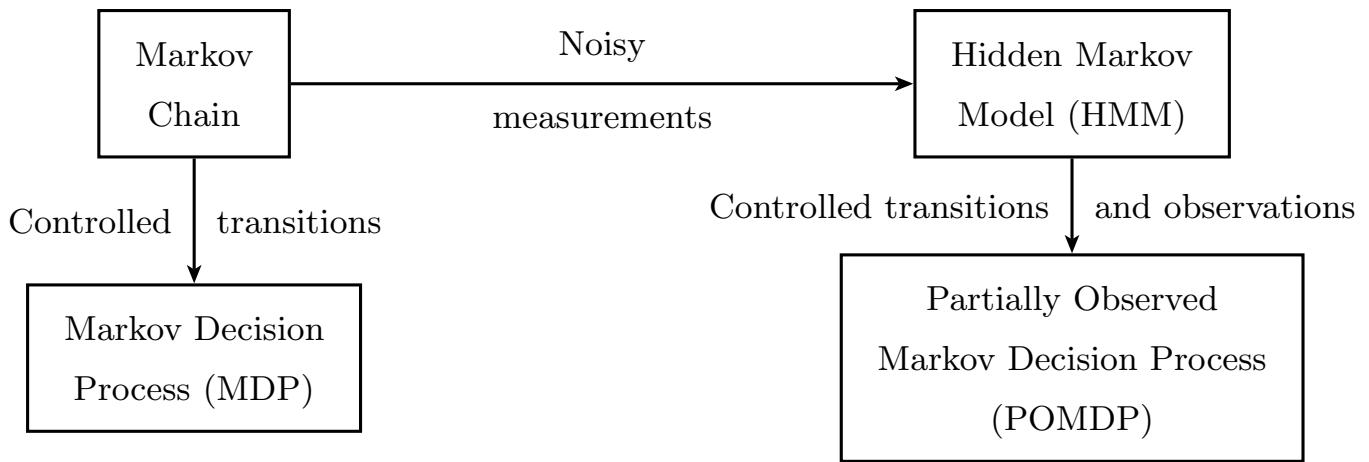 Markov
Chain
Noisy
measurements
Hidden Markov
Model (HMM)
Controlled transitions
Controlled transitions and observations
Markov Decision
Process (MDP)
Partially Observed
Markov Decision Process
(POMDP)